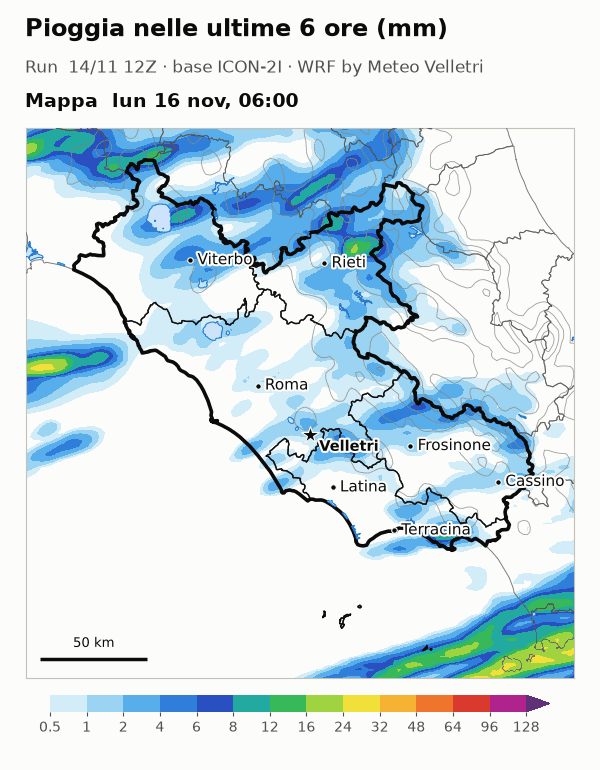 Pioggia nelle ultime 6 ore (mm)
Run 14/11 12Z · base ICON-2I · WRF by Meteo Velletri
Mappa lun 16 nov, 06:00
Viterbo
Rieti
Roma
Velletri
Frosinone
Latina
Cassino
Terracina
50 km
0.5 1 2 4 6 8 12 16 24 32 48 64 96 128